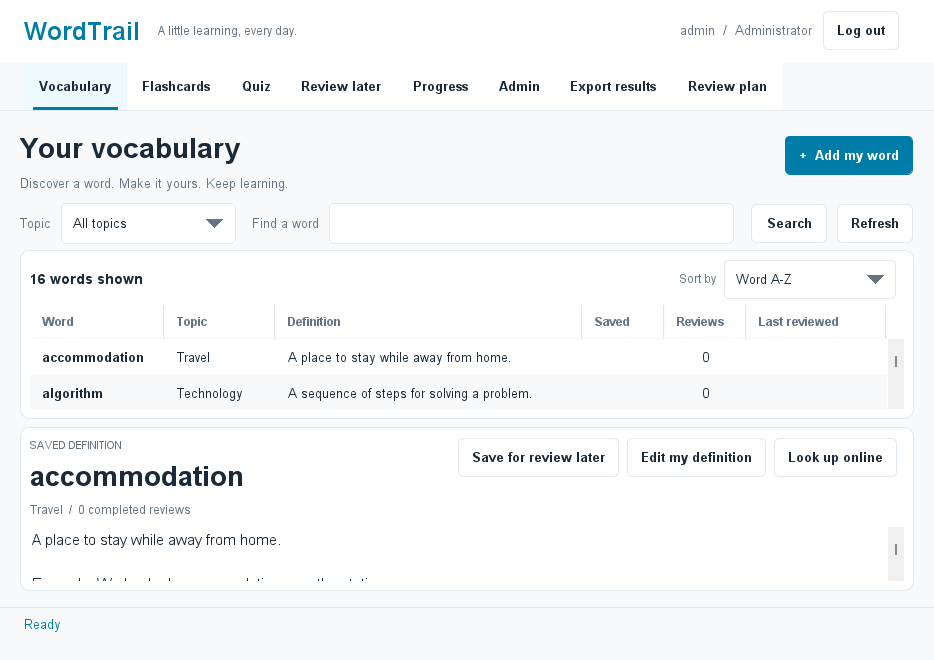 WordTrail A little learning, every day. admin / Administrator Log out
Vocabulary Flashcards Quiz Review later Progress Admin Export results Review plan
Your vocabulary
+ Add my word
Discover a word. Make it yours. Keep learning.
Topic All topics Find a word Search Refresh
16 words shown Sort by Word A-Z
Word Topic Definition Saved Reviews Last reviewed
accommodation Travel A place to stay while away from home. 0
algorithm Technology A sequence of steps for solving a problem. 0
SAVED DEFINITION
accommodation Save for review later Edit my definition Look up online
Travel / 0 completed reviews
A place to stay while away from home.
Ready